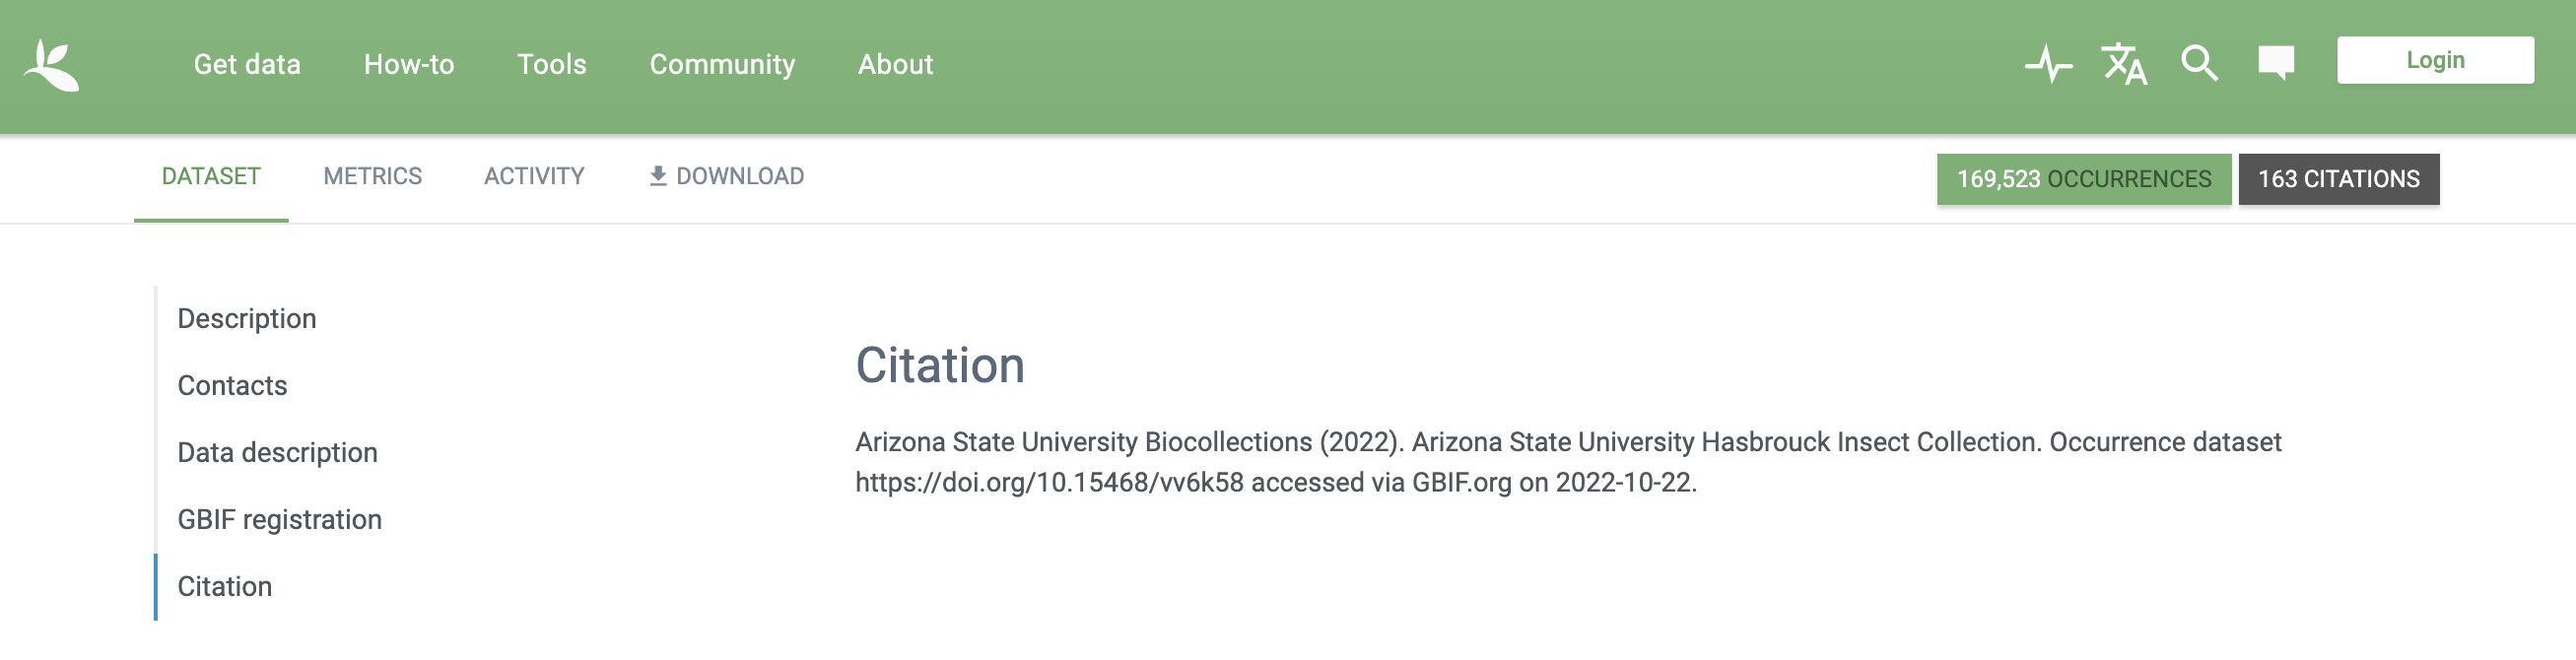 Get data How-to Tools Community About Login
DATASET METRICS ACTIVITY DOWNLOAD 169,523 OCCURRENCES 163 CITATIONS
Description
Contacts
Data description
GBIF registration
Citation
Citation
Arizona State University Biocollections (2022). Arizona State University Hasbrouck Insect Collection. Occurrence dataset
https://doi.org/10.15468/vv6k58 accessed via GBIF.org on 2022-10-22.